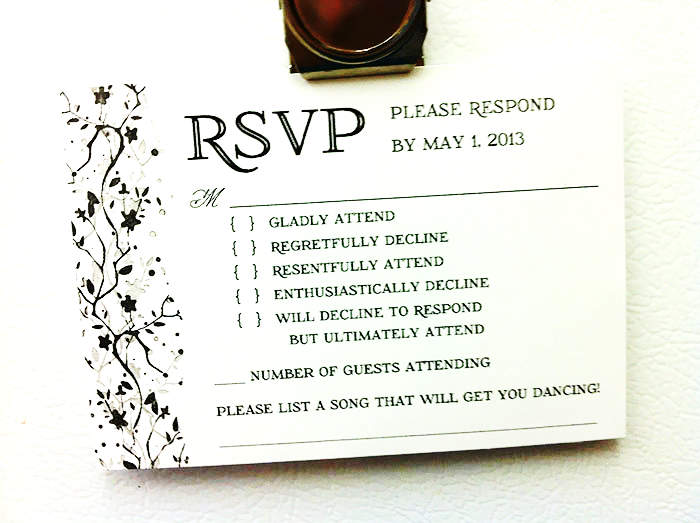 RSVP
PLEASE RESPOND
BY MAY 1, 2013
M
{ } GLADLY ATTEND
{ } REGRETFULLY DECLINE
{ } RESENTFULLY ATTEND
{ } ENTHUSIASTICALLY DECLINE
{ } WILL DECLINE TO RESPOND
BUT ULTIMATELY ATTEND
___ NUMBER OF GUESTS ATTENDING
PLEASE LIST A SONG THAT WILL GET YOU DANCING!